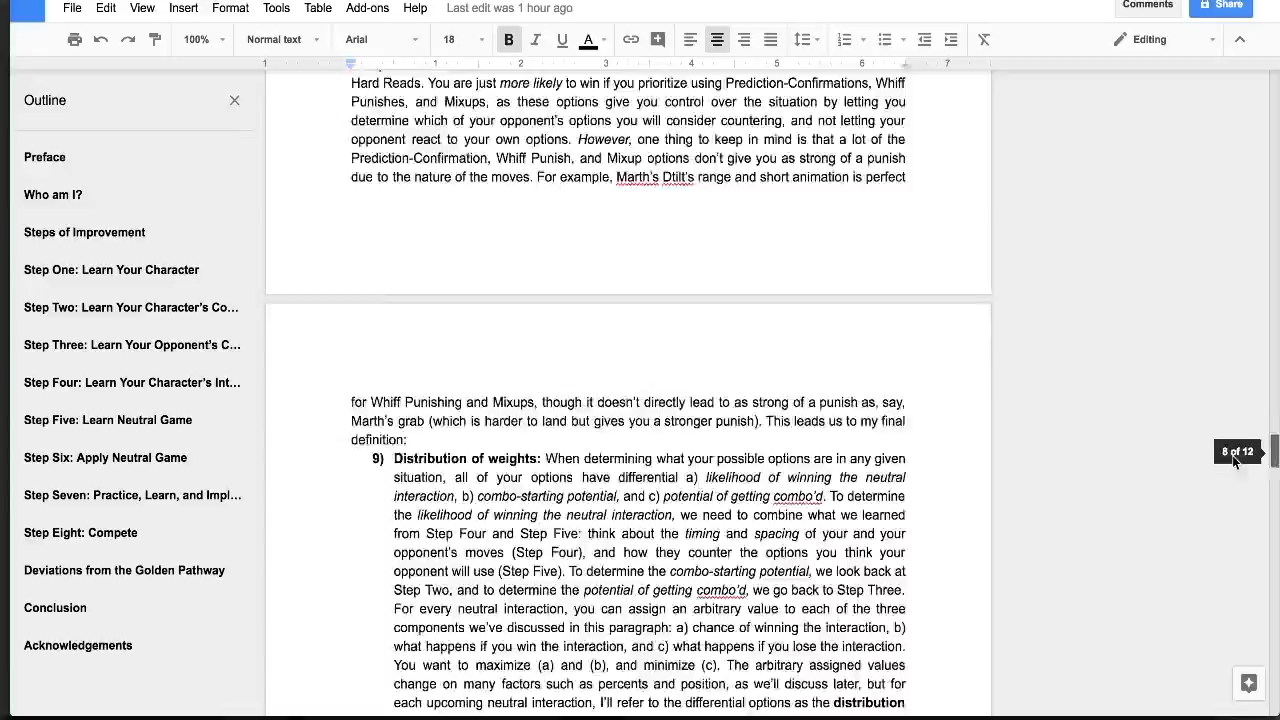 File Edit View Insert Format Tools Table Add-ons Help Last edit was 1 hour ago Comments Share
100% Normal text Arial 18 B I U A Editing
1 1 2 3 4 5 6 7
Outline
Preface
Who am I?
Steps of Improvement
Step One: Learn Your Character
Step Two: Learn Your Character's Co...
Step Three: Learn Your Opponent's C...
Step Four: Learn Your Character's Int...
Step Five: Learn Neutral Game
Step Six: Apply Neutral Game
Step Seven: Practice, Learn, and Impl...
Step Eight: Compete
Deviations from the Golden Pathway
Conclusion
Acknowledgements
Hard Reads. You are just more likely to win if you prioritize using Prediction-Confirmations, Whiff
Punishes, and Mixups, as these options give you control over the situation by letting you
determine which of your opponent's options you will consider countering, and not letting your
opponent react to your own options. However, one thing to keep in mind is that a lot of the
Prediction-Confirmation, Whiff Punish, and Mixup options don't give you as strong of a punish
due to the nature of the moves. For example, Marth's Dtilt's range and short animation is perfect
for Whiff Punishing and Mixups, though it doesn't directly lead to as strong of a punish as, say,
Marth's grab (which is harder to land but gives you a stronger punish). This leads us to my final
definition:
9) Distribution of weights: When determining what your possible options are in any given
situation, all of your options have differential a) likelihood of winning the neutral
interaction, b) combo-starting potential, and c) potential of getting combo'd. To determine
the likelihood of winning the neutral interaction, we need to combine what we learned
from Step Four and Step Five: think about the timing and spacing of your and your
opponent's moves (Step Four), and how they counter the options you think your
opponent will use (Step Five). To determine the combo-starting potential, we look back at
Step Two, and to determine the potential of getting combo'd, we go back to Step Three.
For every neutral interaction, you can assign an arbitrary value to each of the three
components we've discussed in this paragraph: a) chance of winning the interaction, b)
what happens if you win the interaction, and c) what happens if you lose the interaction.
You want to maximize (a) and (b), and minimize (c). The arbitrary assigned values
change on many factors such as percents and position, as we'll discuss later, but for
each upcoming neutral interaction, I'll refer to the differential options as the distribution
8 of 12